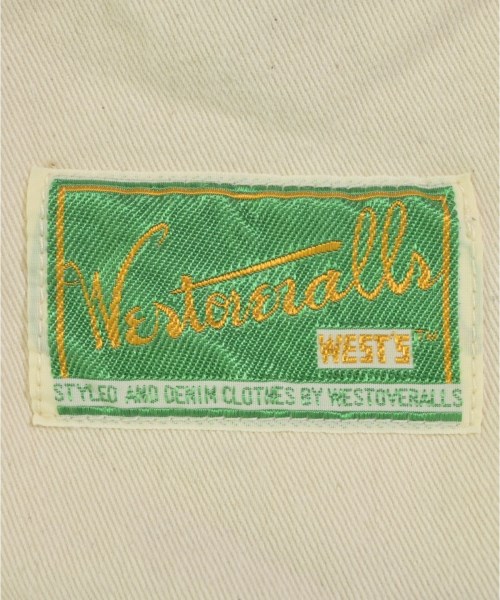 Westoveralls
WEST'S™
STYLED AND DENIM CLOTHES BY WESTOVERALLS